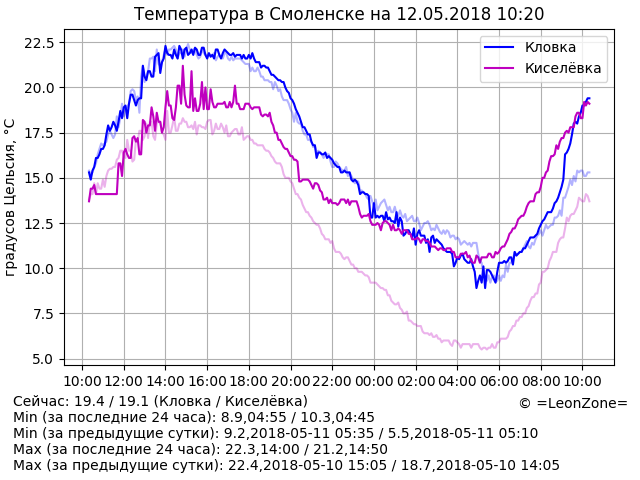 Температура в Смоленске на 12.05.2018 10:20
Кловка
Киселёвка
градусов Цельсия, °C
22.5
20.0
17.5
15.0
12.5
10.0
7.5
5.0
10:00 12:00 14:00 16:00 18:00 20:00 22:00 00:00 02:00 04:00 06:00 08:00 10:00
Сейчас: 19.4 / 19.1 (Кловка / Киселёвка)
© =LeonZone=
Min (за последние 24 часа): 8.9,04:55 / 10.3,04:45
Min (за предыдущие сутки): 9.2,2018-05-11 05:35 / 5.5,2018-05-11 05:10
Max (за последние 24 часа): 22.3,14:00 / 21.2,14:50
Max (за предыдущие сутки): 22.4,2018-05-10 15:05 / 18.7,2018-05-10 14:05